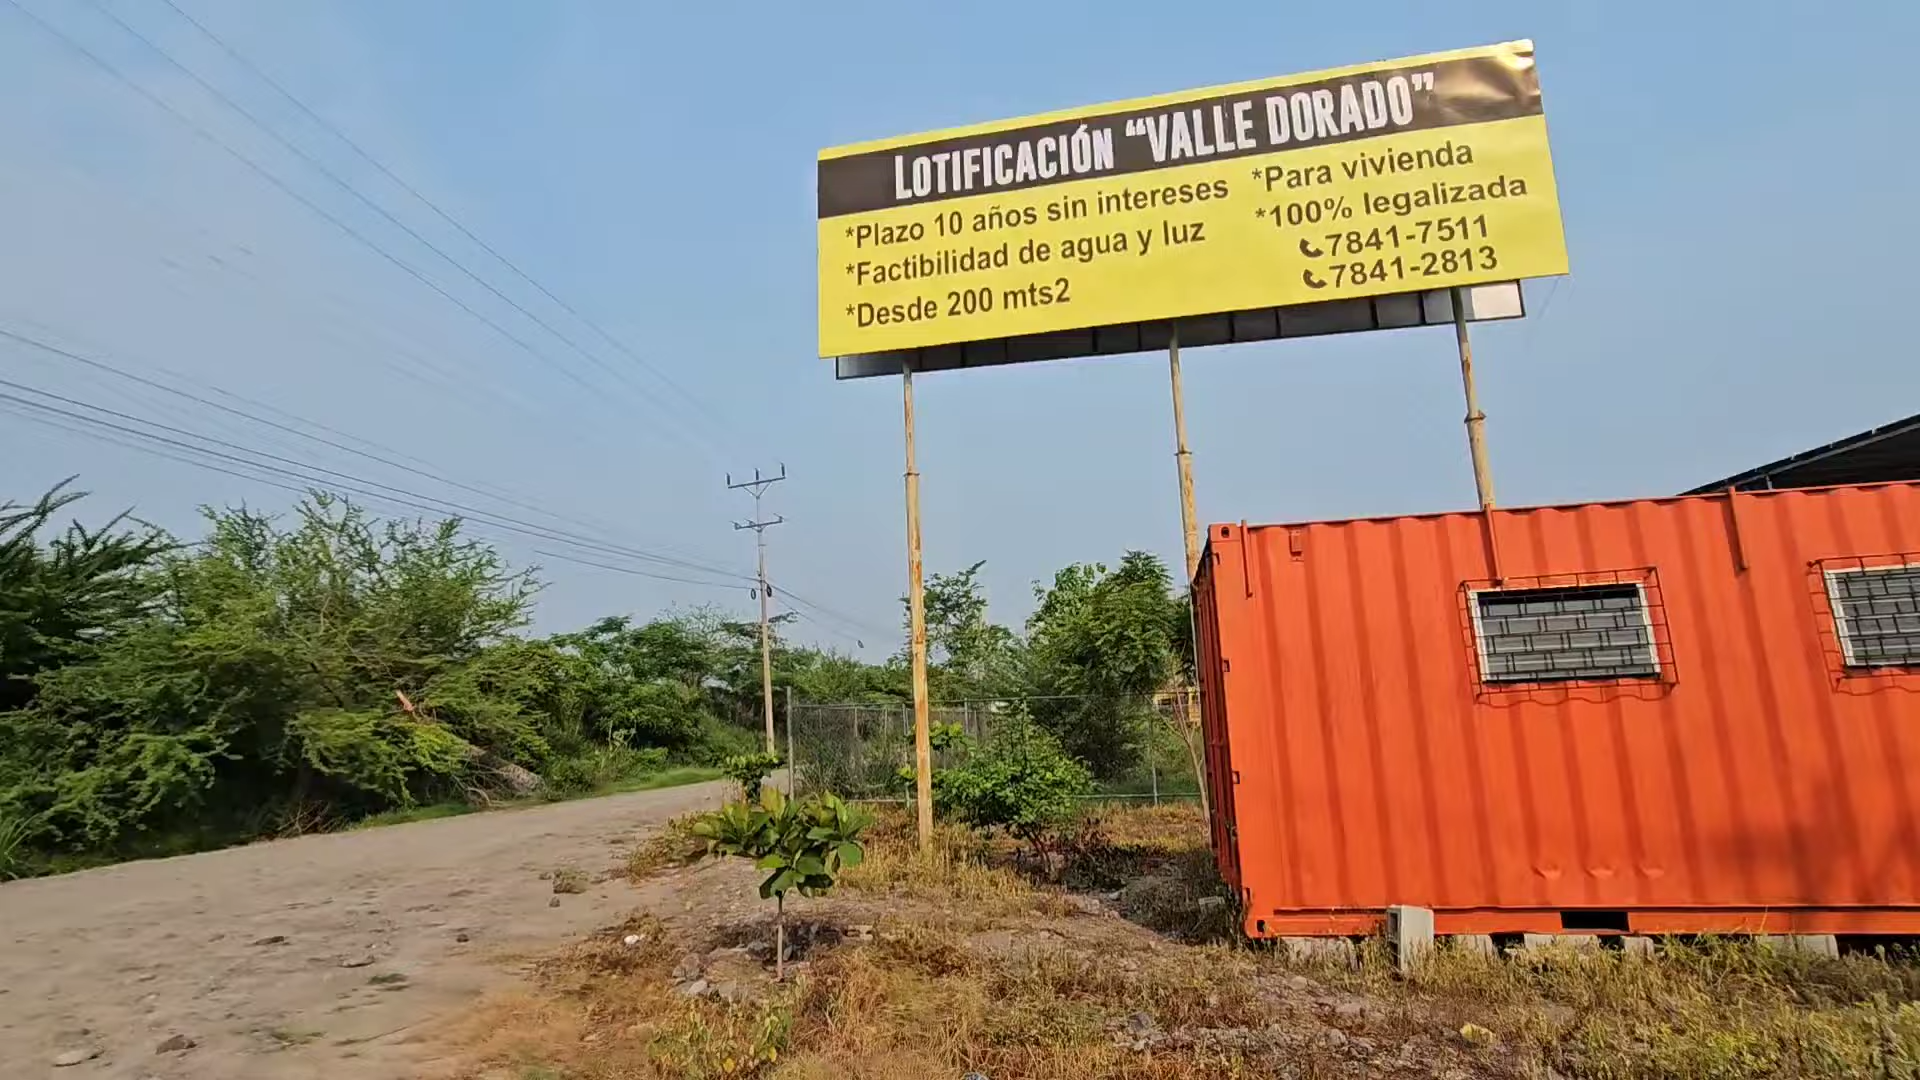 LOTIFICACIÓN “VALLE DORADO”
*Plazo 10 años sin intereses
*Factibilidad de agua y luz
*Desde 200 mts2
*Para vivienda
*100% legalizada
7841-7511
7841-2813